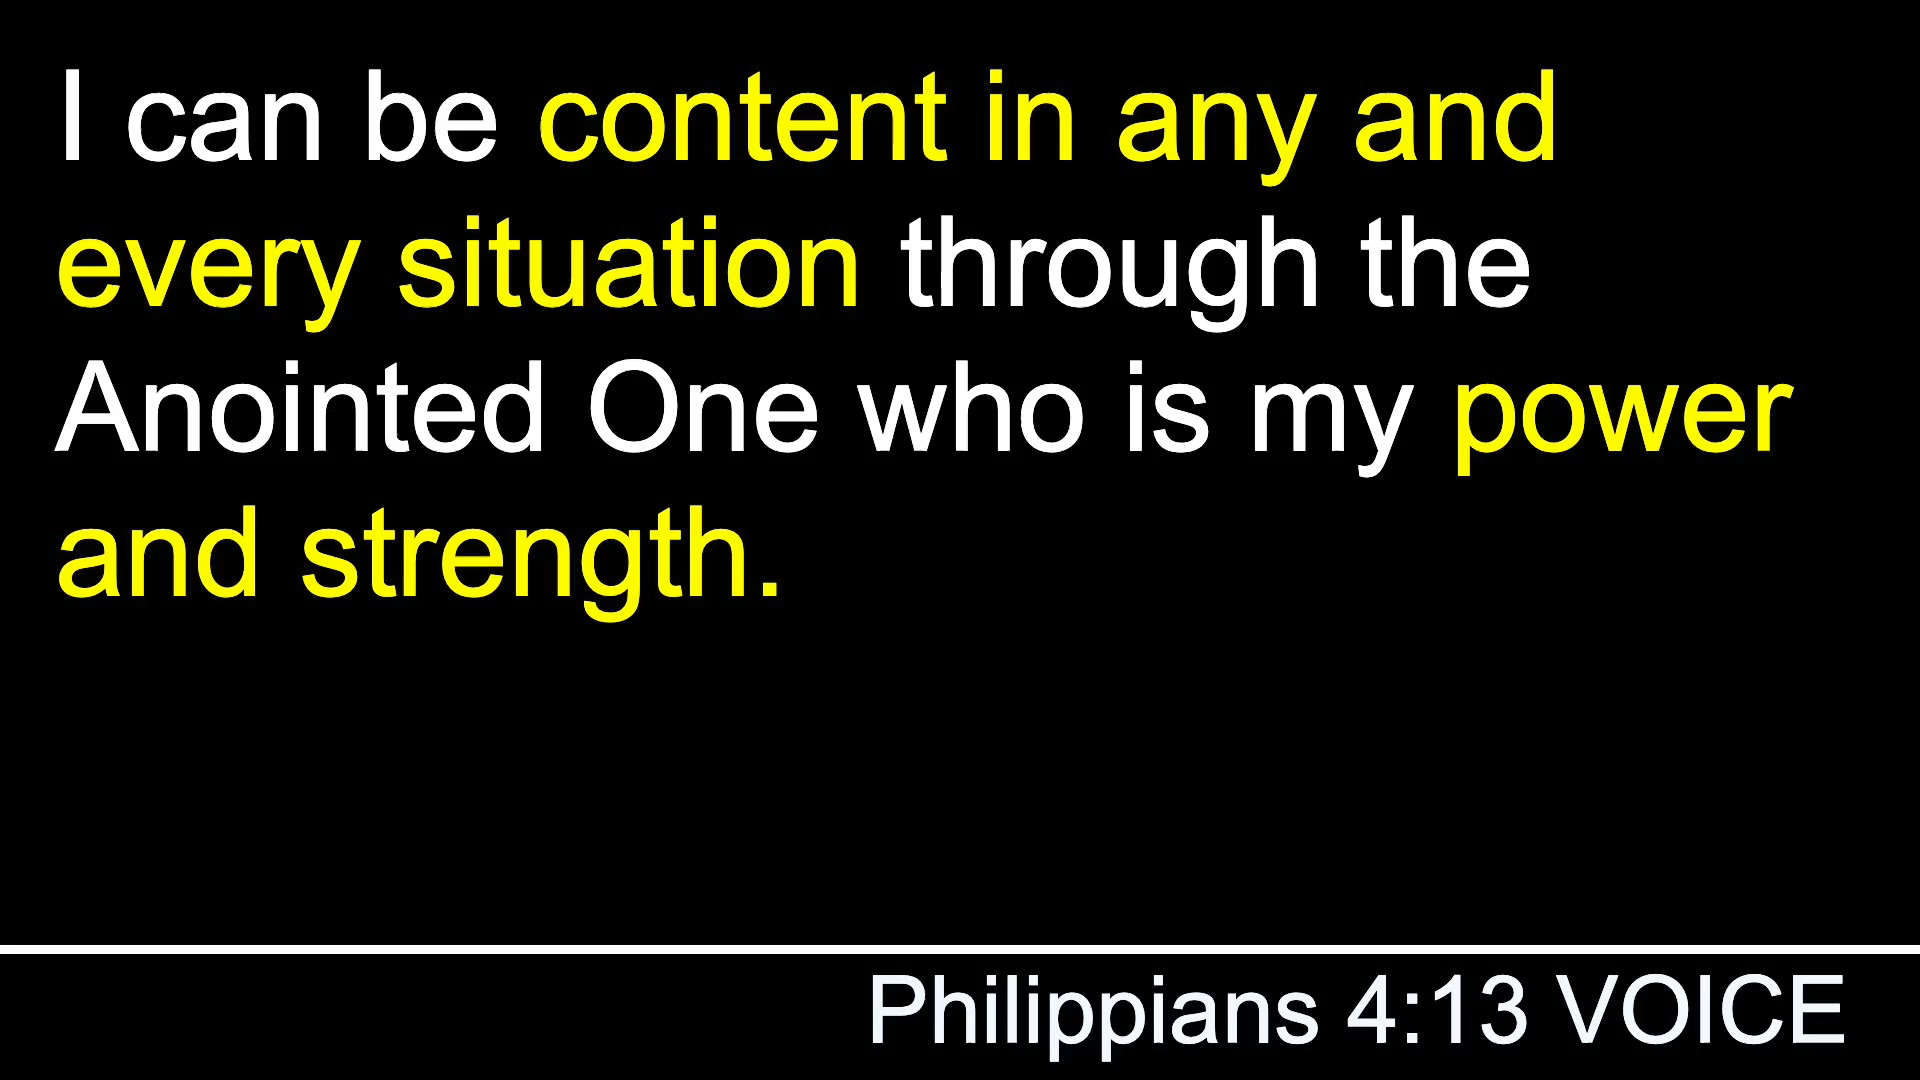 I can be content in any and
every situation through the
Anointed One who is my power
and strength.
Philippians 4:13 VOICE